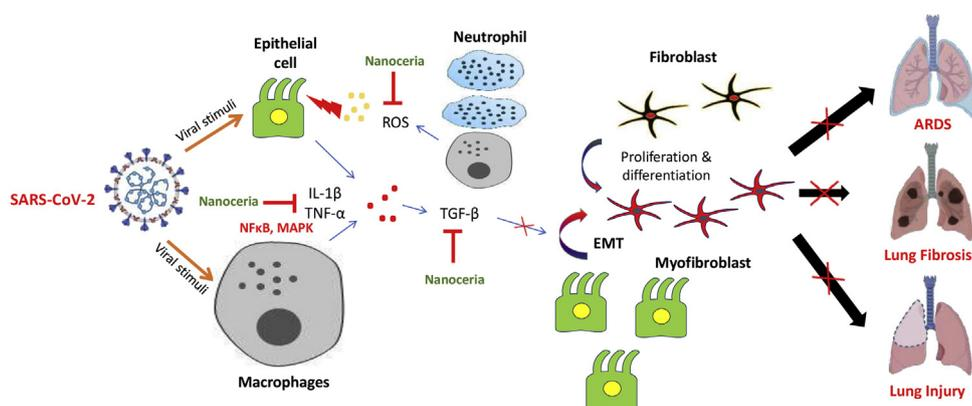 Neutrophil
Epithelial
cell
Nanoceria
Fibroblast
Viral stimuli
ROS
ARDS
Proliferation &
differentiation
SARS-CoV-2
Nanoceria
IL-1β
TNF-α
NFκB, MAPK
TGF-β
EMT
Lung Fibrosis
Viral stimuli
Nanoceria
Myofibroblast
Macrophages
Lung Injury